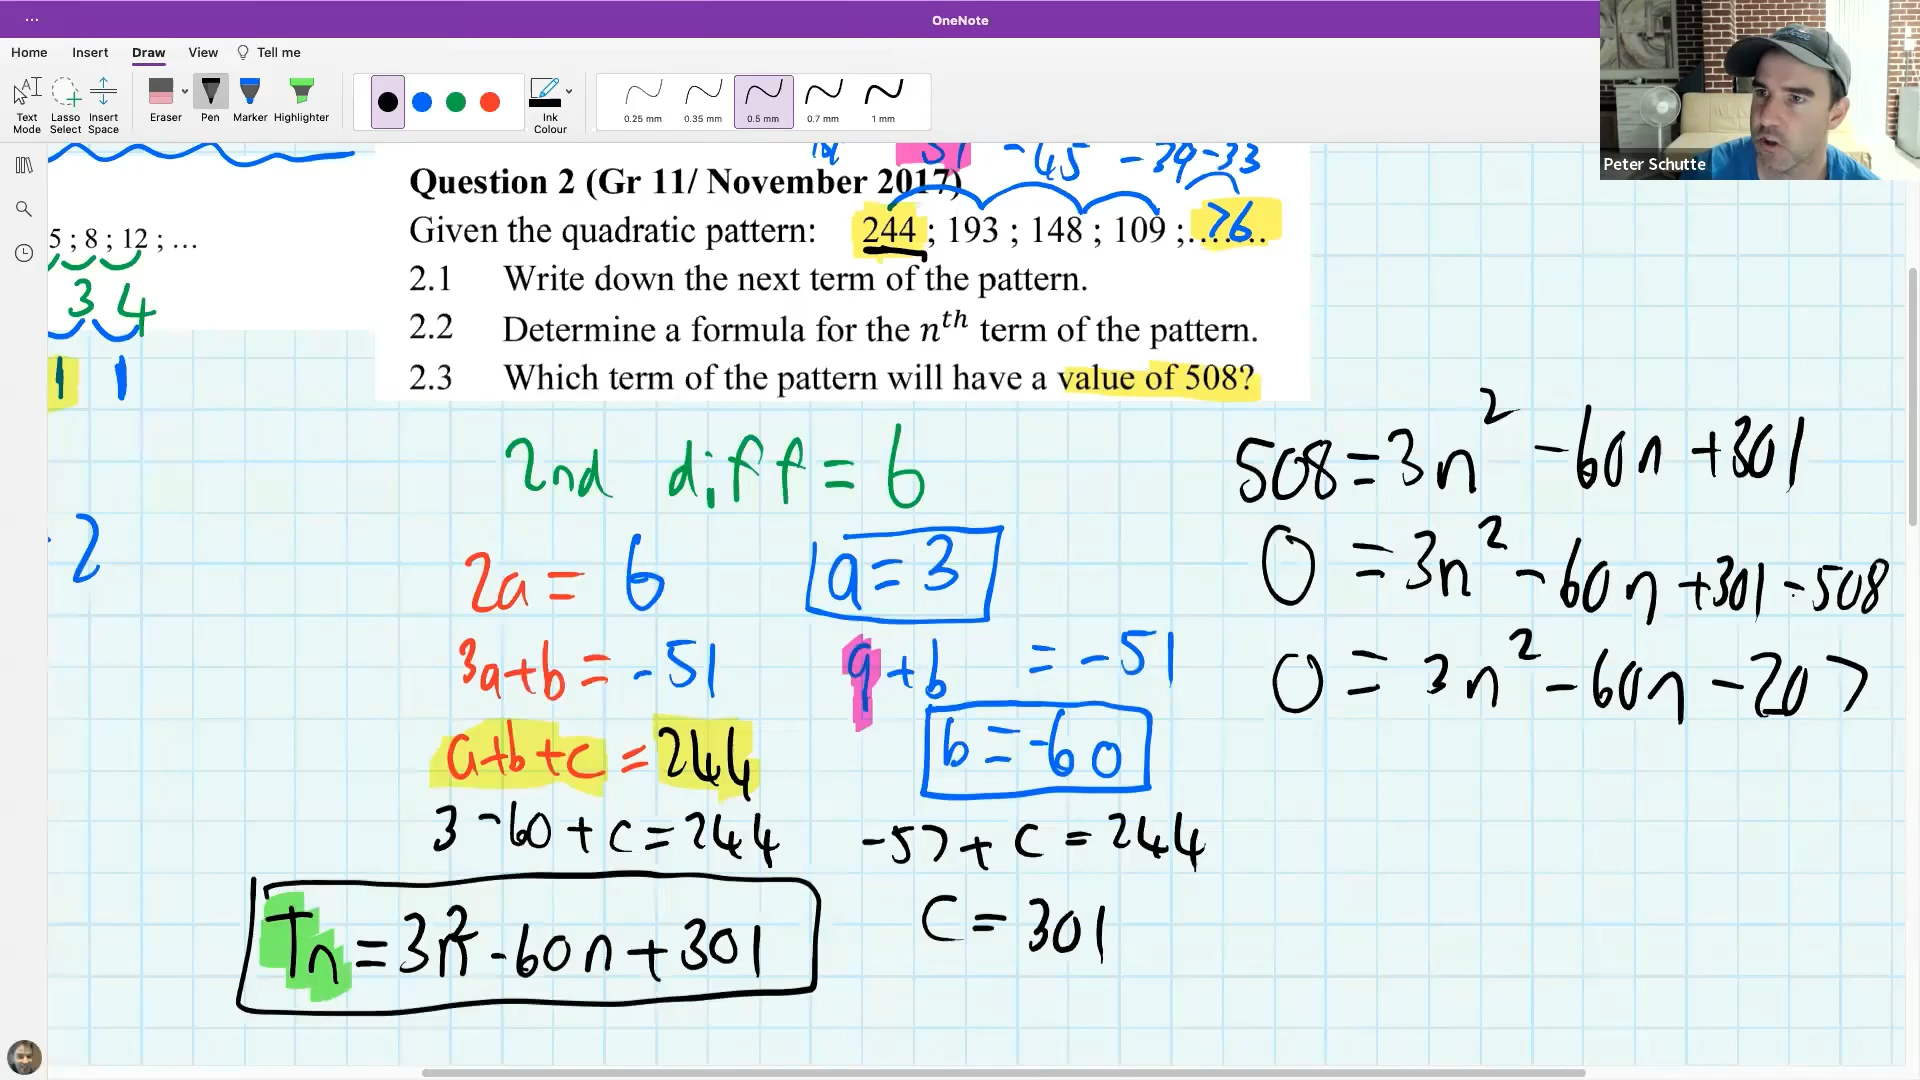 OneNote
Home Insert Draw View Tell me
Text Mode
Lasso Select
Insert Space
Eraser
Pen
Marker
Highlighter
Ink Colour
0.25 mm
0.35 mm
0.5 mm
0.7 mm
1 mm
Peter Schutte
-45 -39 -33
Question 2 (Gr 11/ November 2017)
Given the quadratic pattern: 244 ; 193 ; 148 ; 109 ;....... 76
2.1 Write down the next term of the pattern.
2.2 Determine a formula for the nth term of the pattern.
2.3 Which term of the pattern will have a value of 508?
5 ; 8 ; 12 ; ...
3 4
1 1
2
2nd diff = 6
2a = 6 a = 3
3a+b = -51 9+b = -51
a+b+c = 244 b = -60
3 -60 + c = 244 -57 + c = 244
Tn = 3n² - 60n + 301 C = 301
508 = 3n² - 60n + 301
0 = 3n² - 60n + 301 - 508
0 = 3n² - 60n - 207